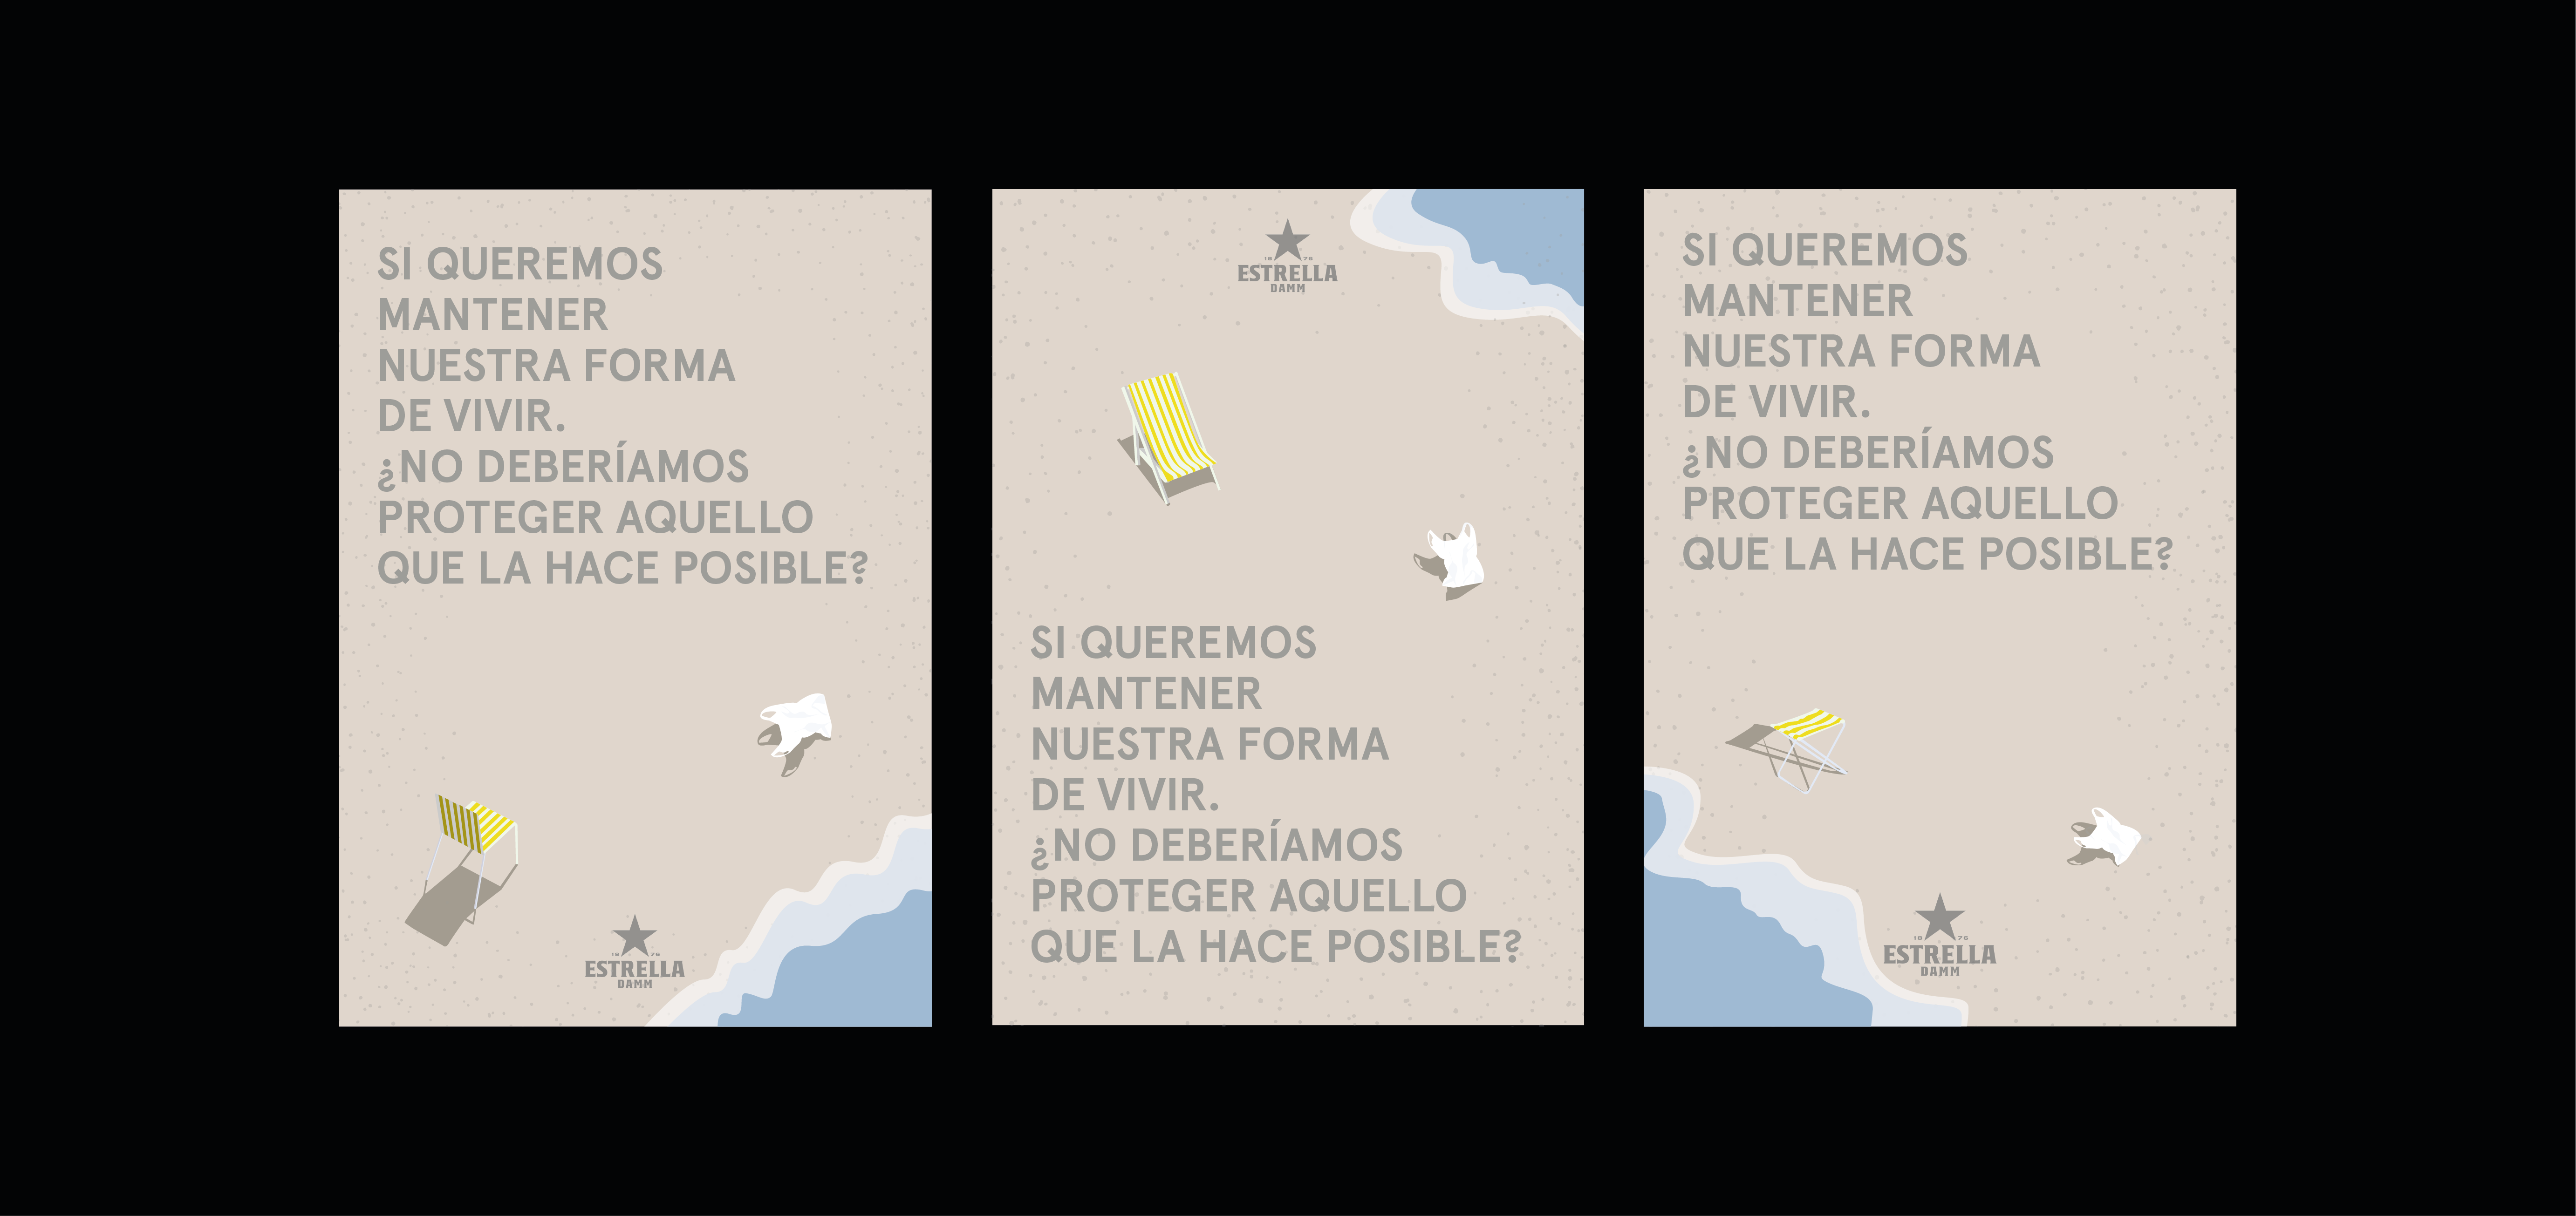 SI QUEREMOS
MANTENER
NUESTRA FORMA
DE VIVIR.
¿NO DEBERÍAMOS
PROTEGER AQUELLO
QUE LA HACE POSIBLE?
18 76
ESTRELLA
DAMM
18 76
ESTRELLA
DAMM
SI QUEREMOS
MANTENER
NUESTRA FORMA
DE VIVIR.
¿NO DEBERÍAMOS
PROTEGER AQUELLO
QUE LA HACE POSIBLE?
SI QUEREMOS
MANTENER
NUESTRA FORMA
DE VIVIR.
¿NO DEBERÍAMOS
PROTEGER AQUELLO
QUE LA HACE POSIBLE?
18 76
ESTRELLA
DAMM